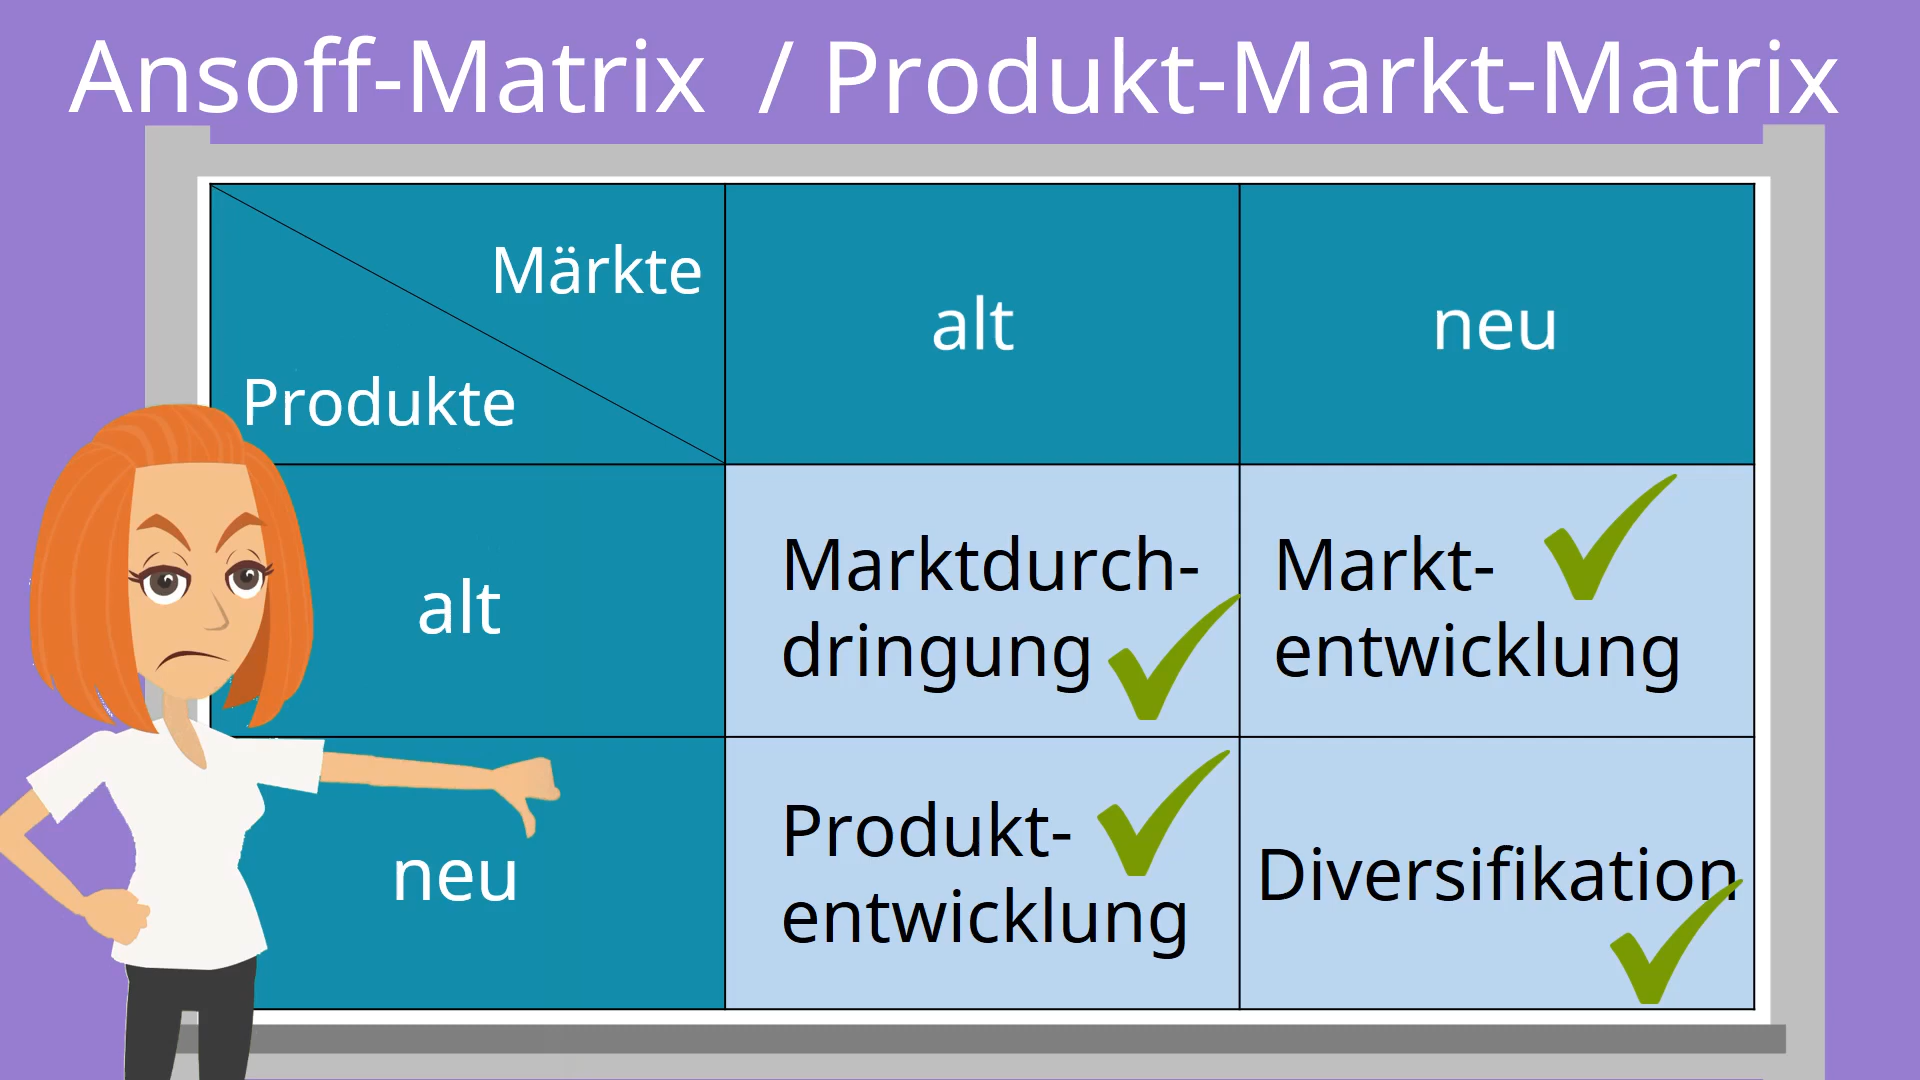 Ansoff-Matrix / Produkt-Markt-Matrix
Märkte
Produkte
alt
neu
alt
Marktdurch-
dringung
Markt-
entwicklung
neu
Produkt-
entwicklung
Diversifikation